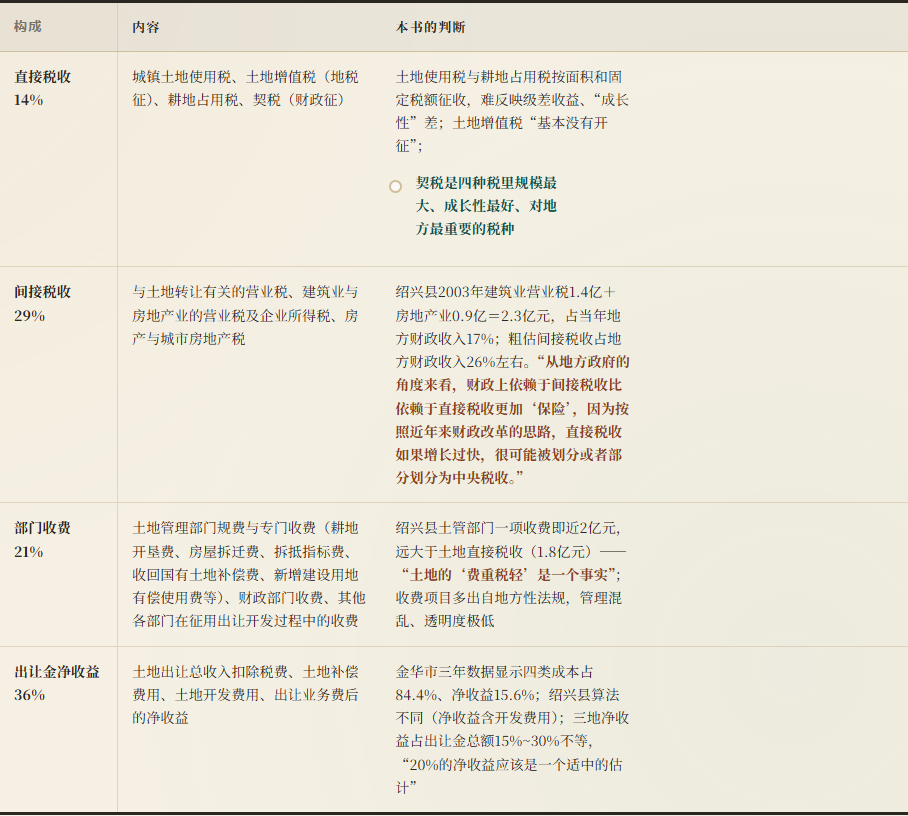 构成 内容 本书的判断
直接税收
14%
城镇土地使用税、土地增值税（地税
征）、耕地占用税、契税（财政征）
土地使用税与耕地占用税按面积和固
定税额征收，难反映级差收益、“成长
性”差；土地增值税“基本没有开
征”；
契税是四种税里规模最
大、成长性最好、对地
方最重要的税种
间接税收
29%
与土地转让有关的营业税、建筑业与
房地产业的营业税及企业所得税、房
产与城市房地产税
绍兴县2003年建筑业营业税1.4亿＋
房地产业0.9亿＝2.3亿元，占当年地
方财政收入17%；粗估间接税收占地
方财政收入26%左右。“从地方政府的
角度来看，财政上依赖于间接税收比
依赖于直接税收更加‘保险’，因为按
照近年来财政改革的思路，直接税收
如果增长过快，很可能被划分或者部
分划分为中央税收。”
部门收费
21%
土地管理部门规费与专门收费（耕地
开垦费、房屋拆迁费、拆抵指标费、
收回国有土地补偿费、新增建设用地
有偿使用费等）、财政部门收费、其他
各部门在征用出让开发过程中的收费
绍兴县土管部门一项收费即近2亿元，
远大于土地直接税收（1.8亿元）——
“土地的‘费重税轻’是一个事实”；
收费项目多出自地方性法规，管理混
乱、透明度极低
出让金净收益
36%
土地出让总收入扣除税费、土地补偿
费用、土地开发费用、出让业务费后
的净收益
金华市三年数据显示四类成本占
84.4%、净收益15.6%；绍兴县算法
不同（净收益含开发费用）；三地净收
益占出让金总额15%~30%不等，
“20%的净收益应该是一个适中的估
计”